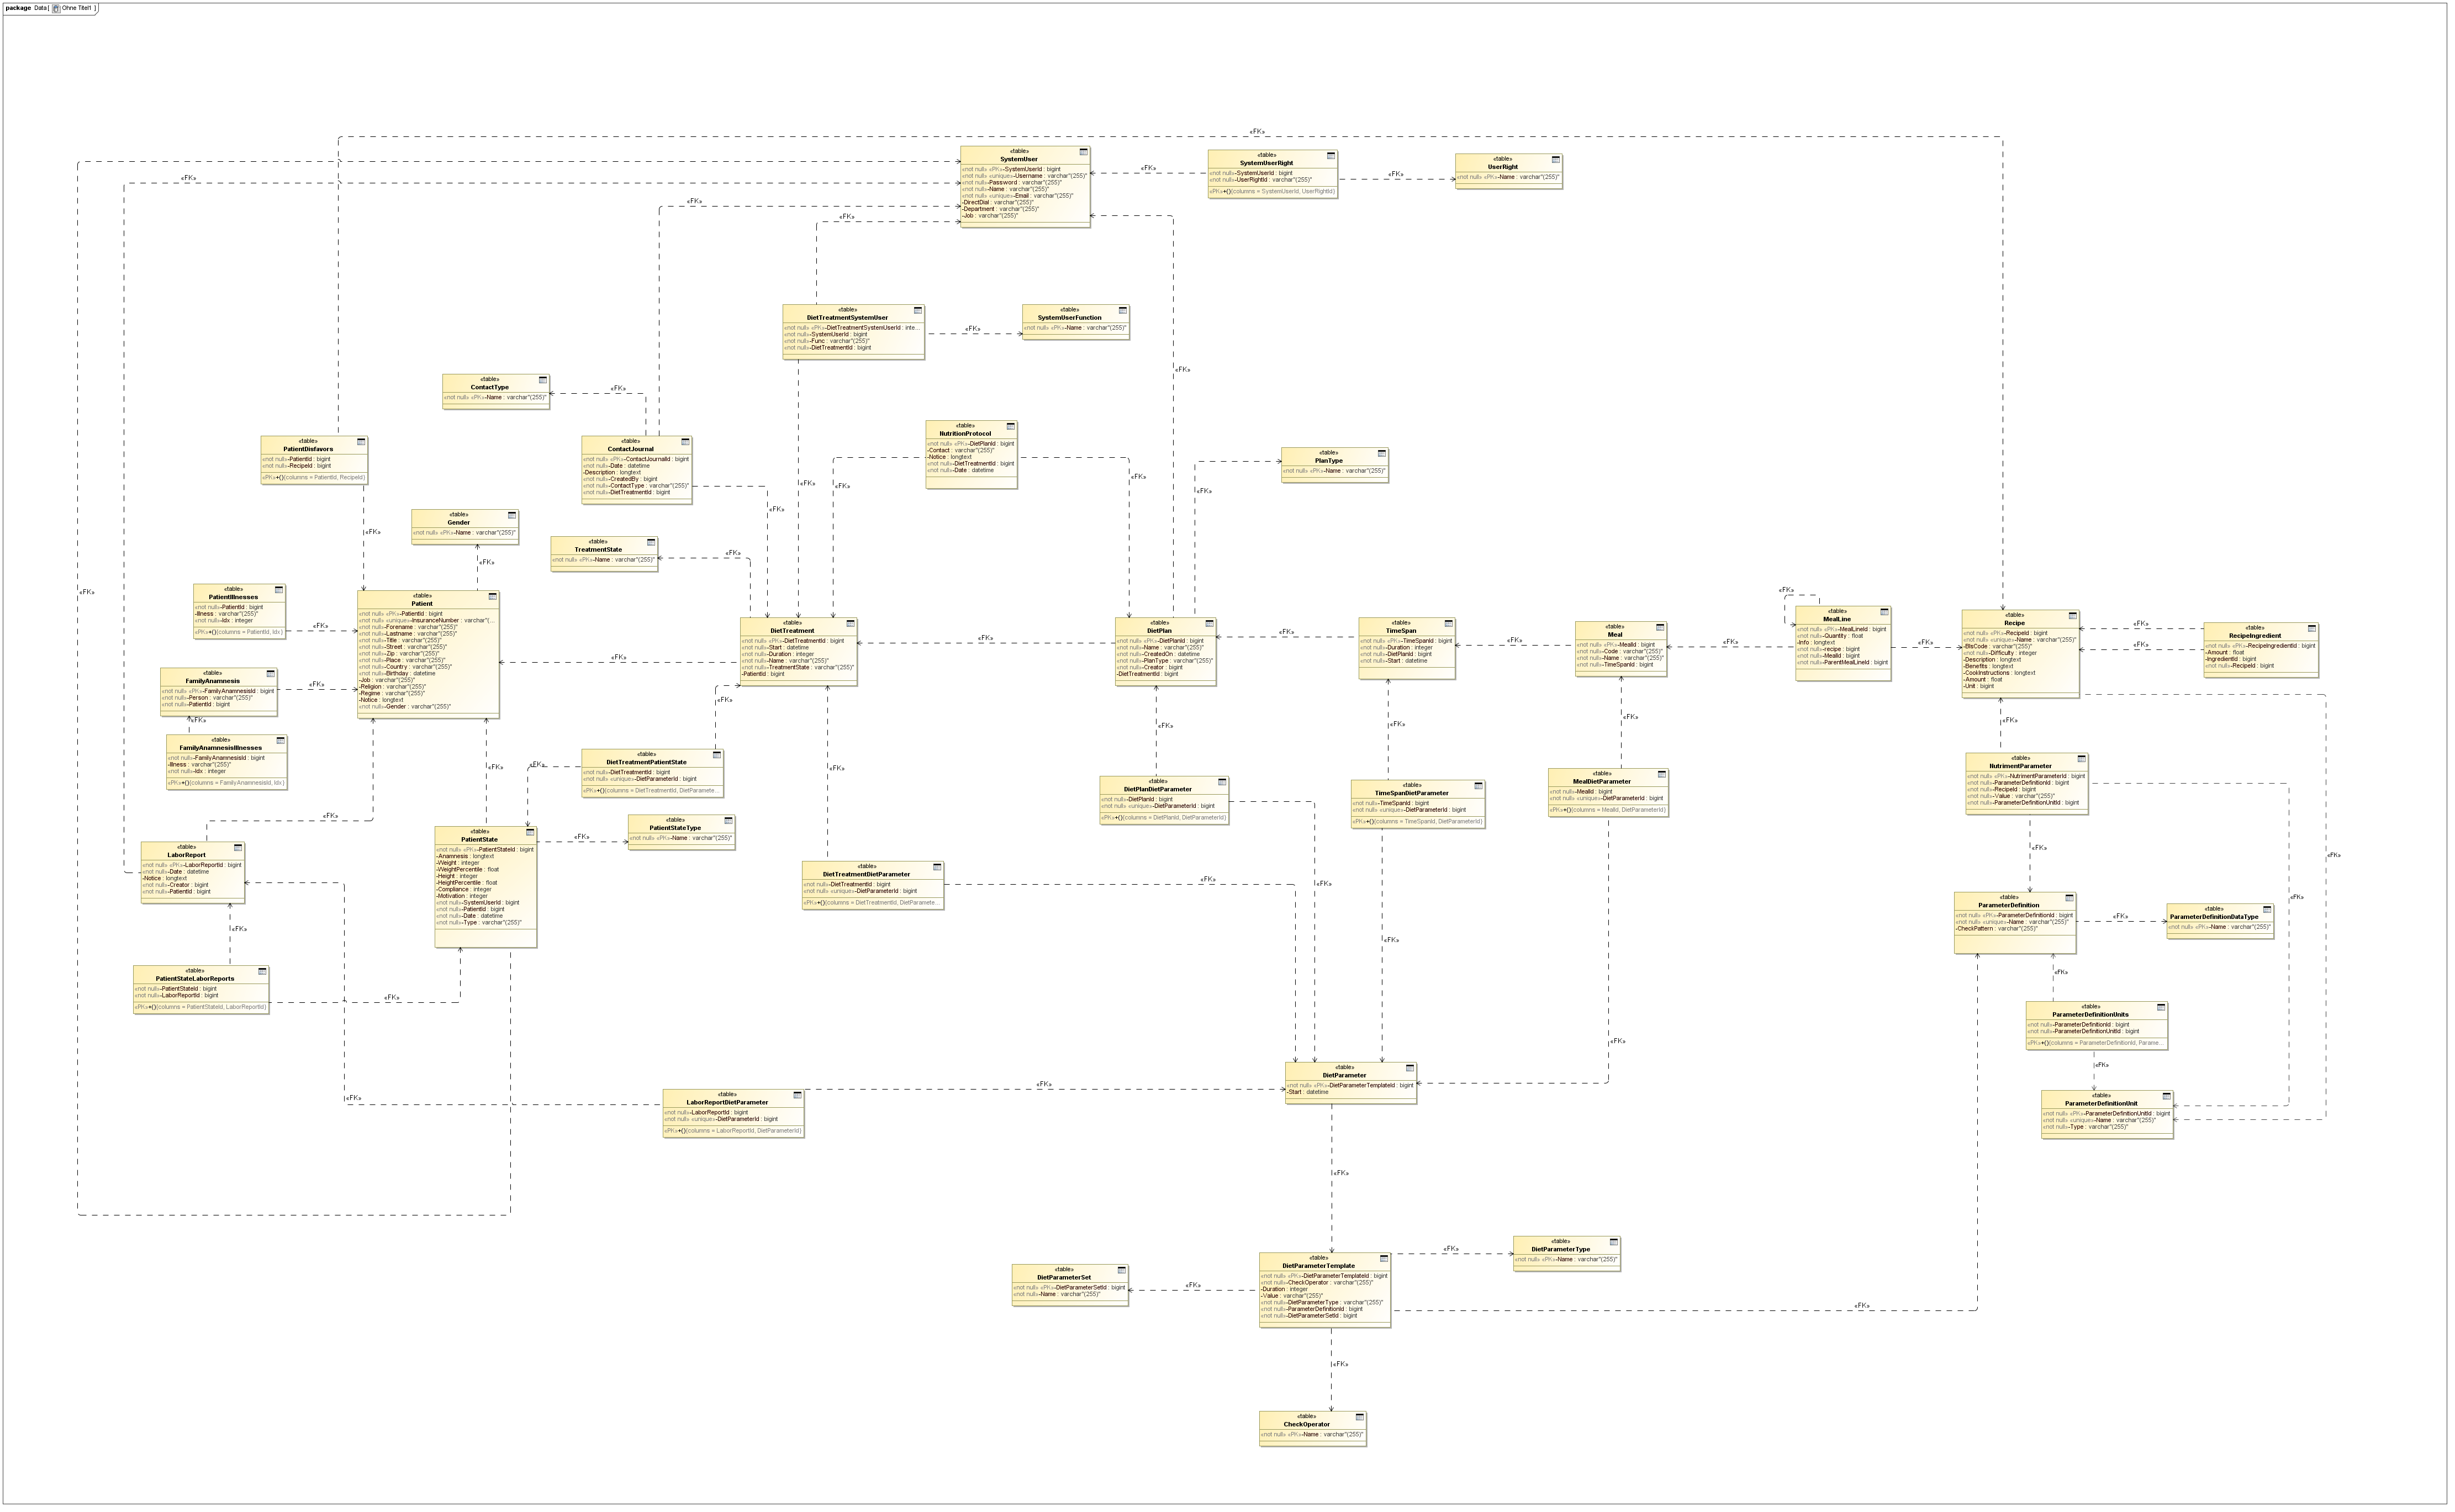 package Data [ Ohne Titel1 ]
«FK»
«table»
SystemUser
«not null» «PK»-SystemUserId : bigint
«not null» «unique»-Username : varchar"(255)"
«not null»-Password : varchar"(255)"
«not null»-Name : varchar"(255)"
«not null» «unique»-Email : varchar"(255)"
-DirectDial : varchar"(255)"
-Department : varchar"(255)"
-Job : varchar"(255)"
«FK»
«table»
SystemUserRight
«not null»-SystemUserId : bigint
«not null»-UserRightId : varchar"(255)"
«PK»+()(columns = SystemUserId, UserRightId)
«FK»
«table»
UserRight
«not null» «PK»-Name : varchar"(255)"
«FK»
«FK»
«FK»
«table»
DietTreatmentSystemUser
«not null» «PK»-DietTreatmentSystemUserId : inte...
«not null»-SystemUserId : bigint
«not null»-Func : varchar"(255)"
«not null»-DietTreatmentId : bigint
«FK»
«table»
SystemUserFunction
«not null» «PK»-Name : varchar"(255)"
«FK»
«table»
ContactType
«not null» «PK»-Name : varchar"(255)"
«FK»
«table»
PatientDisfavors
«not null»-PatientId : bigint
«not null»-RecipeId : bigint
«PK»+()(columns = PatientId, RecipeId)
«table»
ContactJournal
«not null» «PK»-ContactJournalId : bigint
«not null»-Date : datetime
-Description : longtext
«not null»-CreatedBy : bigint
«not null»-ContactType : varchar"(255)"
«not null»-DietTreatmentId : bigint
«table»
NutritionProtocol
«not null» «PK»-DietPlanId : bigint
-Contact : varchar"(255)"
-Notice : longtext
«not null»-DietTreatmentId : bigint
«not null»-Date : datetime
«table»
PlanType
«not null» «PK»-Name : varchar"(255)"
«FK»
«FK»
«FK»
«FK»
«FK»
«FK»
«table»
Gender
«not null» «PK»-Name : varchar"(255)"
«FK»
«table»
TreatmentState
«not null» «PK»-Name : varchar"(255)"
«FK»
«FK»
«table»
PatientIllnesses
«not null»-PatientId : bigint
-Illness : varchar"(255)"
«not null»-Idx : integer
«PK»+()(columns = PatientId, Idx)
«FK»
«table»
Patient
«not null» «PK»-PatientId : bigint
«not null» «unique»-InsuranceNumber : varchar"(...
«not null»-Forename : varchar"(255)"
«not null»-Lastname : varchar"(255)"
«not null»-Title : varchar"(255)"
«not null»-Street : varchar"(255)"
«not null»-Zip : varchar"(255)"
«not null»-Place : varchar"(255)"
«not null»-Country : varchar"(255)"
«not null»-Birthday : datetime
-Job : varchar"(255)"
-Religion : varchar"(255)"
-Regime : varchar"(255)"
-Notice : longtext
«not null»-Gender : varchar"(255)"
«FK»
«table»
DietTreatment
«not null» «PK»-DietTreatmentId : bigint
«not null»-Start : datetime
«not null»-Duration : integer
«not null»-Name : varchar"(255)"
«not null»-TreatmentState : varchar"(255)"
-PatientId : bigint
«FK»
«table»
DietPlan
«not null» «PK»-DietPlanId : bigint
«not null»-Name : varchar"(255)"
«not null»-CreatedOn : datetime
«not null»-PlanType : varchar"(255)"
«not null»-Creator : bigint
-DietTreatmentId : bigint
«FK»
«table»
TimeSpan
«not null» «PK»-TimeSpanId : bigint
«not null»-Duration : integer
«not null»-DietPlanId : bigint
«not null»-Start : datetime
«FK»
«table»
Meal
«not null» «PK»-MealId : bigint
«not null»-Code : varchar"(255)"
«not null»-Name : varchar"(255)"
«not null»-TimeSpanId : bigint
«FK»
«FK»
«table»
MealLine
«not null» «PK»-MealLineId : bigint
«not null»-Quantity : float
-Info : longtext
«not null»-recipe : bigint
«not null»-MealId : bigint
«not null»-ParentMealLineId : bigint
«FK»
«table»
Recipe
«not null» «PK»-RecipeId : bigint
«not null» «unique»-Name : varchar"(255)"
-BlsCode : varchar"(255)"
«not null»-Difficulty : integer
-Description : longtext
-Benefits : longtext
-CookInstructions : longtext
-Amount : float
-Unit : bigint
«FK»
«FK»
«table»
RecipeIngredient
«not null» «PK»-RecipeIngredientId : bigint
-Amount : float
-IngredientId : bigint
«not null»-RecipeId : bigint
«table»
FamilyAnamnesis
«not null» «PK»-FamilyAnamnesisId : bigint
«not null»-Person : varchar"(255)"
«not null»-PatientId : bigint
«FK»
«FK»
«table»
FamilyAnamnesisIllnesses
«not null»-FamilyAnamnesisId : bigint
-Illness : varchar"(255)"
«not null»-Idx : integer
«PK»+()(columns = FamilyAnamnesisId, Idx)
«FK»
«FK»
«FK»
«FK»
«FK»
«FK»
«FK»
«table»
DietTreatmentPatientState
«not null»-DietTreatmentId : bigint
«not null» «unique»-DietParameterId : bigint
«PK»+()(columns = DietTreatmentId, DietParamete...
«FK»
«table»
DietPlanDietParameter
«not null»-DietPlanId : bigint
«not null» «unique»-DietParameterId : bigint
«PK»+()(columns = DietPlanId, DietParameterId)
«table»
TimeSpanDietParameter
«not null»-TimeSpanId : bigint
«not null» «unique»-DietParameterId : bigint
«PK»+()(columns = TimeSpanId, DietParameterId)
«table»
MealDietParameter
«not null»-MealId : bigint
«not null» «unique»-DietParameterId : bigint
«PK»+()(columns = MealId, DietParameterId)
«table»
NutrimentParameter
«not null» «PK»-NutrimentParameterId : bigint
«not null»-ParameterDefinitionId : bigint
«not null»-RecipeId : bigint
«not null»-Value : varchar"(255)"
«not null»-ParameterDefinitionUnitId : bigint
«FK»
«table»
LaborReport
«not null» «PK»-LaborReportId : bigint
«not null»-Date : datetime
-Notice : longtext
«not null»-Creator : bigint
«not null»-PatientId : bigint
«FK»
«table»
PatientState
«not null» «PK»-PatientStateId : bigint
-Anamnesis : longtext
-Weight : integer
-WeightPercentile : float
-Height : integer
-HeightPercentile : float
-Compliance : integer
-Motivation : integer
«not null»-SystemUserId : bigint
«not null»-PatientId : bigint
«not null»-Date : datetime
«not null»-Type : varchar"(255)"
«FK»
«table»
PatientStateType
«not null» «PK»-Name : varchar"(255)"
«table»
DietTreatmentDietParameter
«not null»-DietTreatmentId : bigint
«not null» «unique»-DietParameterId : bigint
«PK»+()(columns = DietTreatmentId, DietParamete...
«FK»
«FK»
«FK»
«FK»
«FK»
«FK»
«table»
ParameterDefinition
«not null» «PK»-ParameterDefinitionId : bigint
«not null» «unique»-Name : varchar"(255)"
-CheckPattern : varchar"(255)"
«FK»
«table»
ParameterDefinitionDataType
«not null» «PK»-Name : varchar"(255)"
«FK»
«table»
PatientStateLaborReports
«not null»-PatientStateId : bigint
«not null»-LaborReportId : bigint
«PK»+()(columns = PatientStateId, LaborReportId)
«FK»
«FK»
«table»
ParameterDefinitionUnits
«not null»-ParameterDefinitionId : bigint
«not null»-ParameterDefinitionUnitId : bigint
«PK»+()(columns = ParameterDefinitionId, Parame...
«FK»
«FK»
«table»
DietParameter
«not null» «PK»-DietParameterTemplateId : bigint
-Start : datetime
«FK»
«FK»
«table»
LaborReportDietParameter
«not null»-LaborReportId : bigint
«not null» «unique»-DietParameterId : bigint
«PK»+()(columns = LaborReportId, DietParameterId)
«table»
ParameterDefinitionUnit
«not null» «PK»-ParameterDefinitionUnitId : bigint
«not null» «unique»-Name : varchar"(255)"
«not null»-Type : varchar"(255)"
«FK»
«table»
DietParameterSet
«not null» «PK»-DietParameterSetId : bigint
«not null»-Name : varchar"(255)"
«FK»
«table»
DietParameterTemplate
«not null» «PK»-DietParameterTemplateId : bigint
«not null»-CheckOperator : varchar"(255)"
-Duration : integer
-Value : varchar"(255)"
«not null»-DietParameterType : varchar"(255)"
«not null»-ParameterDefinitionId : bigint
«not null»-DietParameterSetId : bigint
«FK»
«table»
DietParameterType
«not null» «PK»-Name : varchar"(255)"
«FK»
«FK»
«table»
CheckOperator
«not null» «PK»-Name : varchar"(255)"